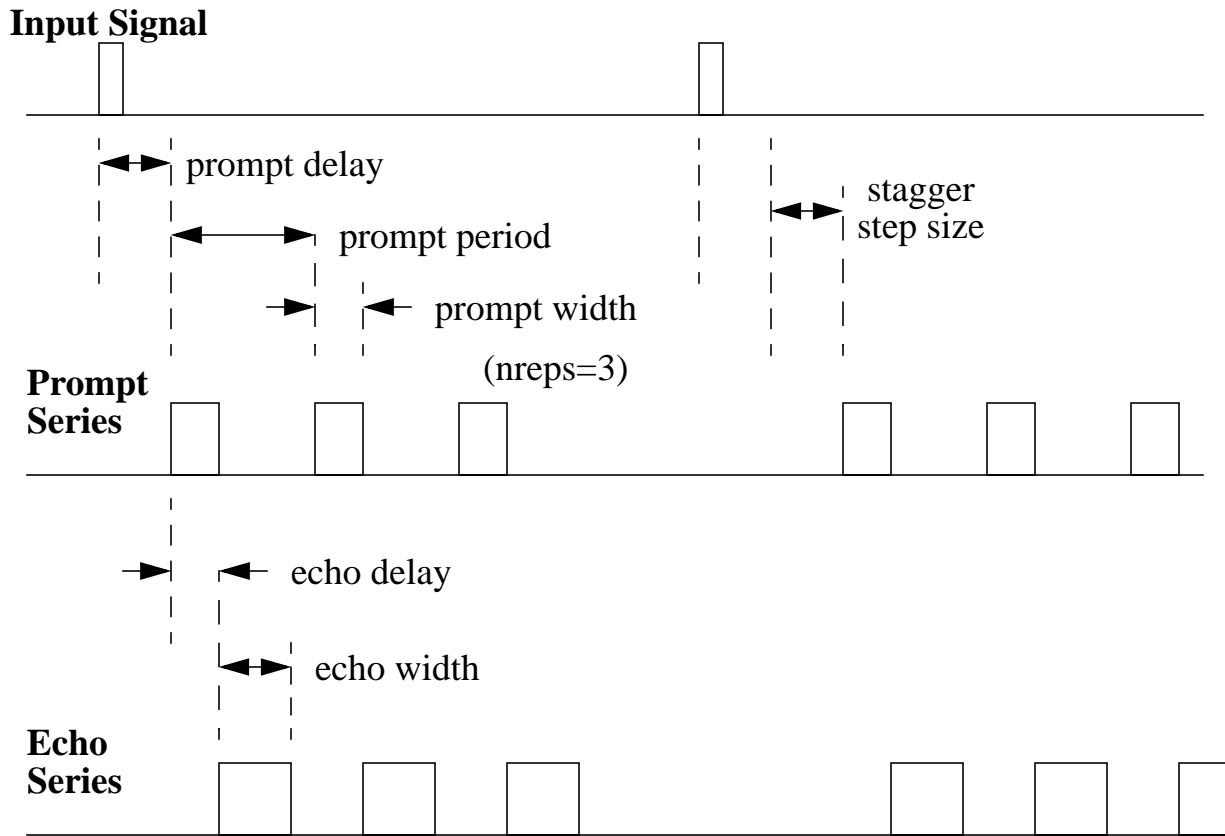 Input Signal
prompt delay
stagger
step size
prompt period
prompt width
(nreps=3)
Prompt
Series
echo delay
echo width
Echo
Series